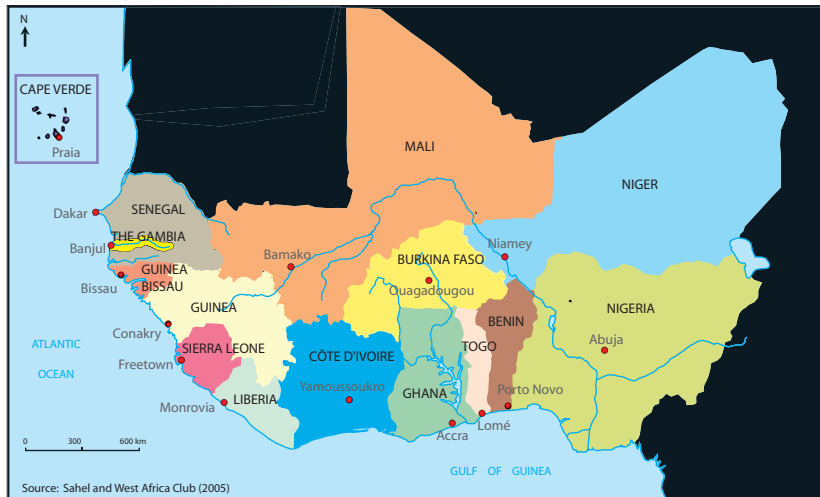 N
CAPE VERDE
Praia
MALI
NIGER
SENEGAL
Dakar
THE GAMBIA
Banjul
Niamey
Bamako
BURKINA FASO
GUINEA
BISSAU
Bissau
Ouagadougou
GUINEA
NIGERIA
BENIN
Conakry
ATLANTIC
OCEAN
SIERRA LEONE
Freetown
CÔTE D'IVOIRE
TOGO
Abuja
Yamoussoukro
GHANA
Porto Novo
LIBERIA
Monrovia
Lomé
Accra
0 300 600 km
GULF OF GUINEA
Source: Sahel and West Africa Club (2005)